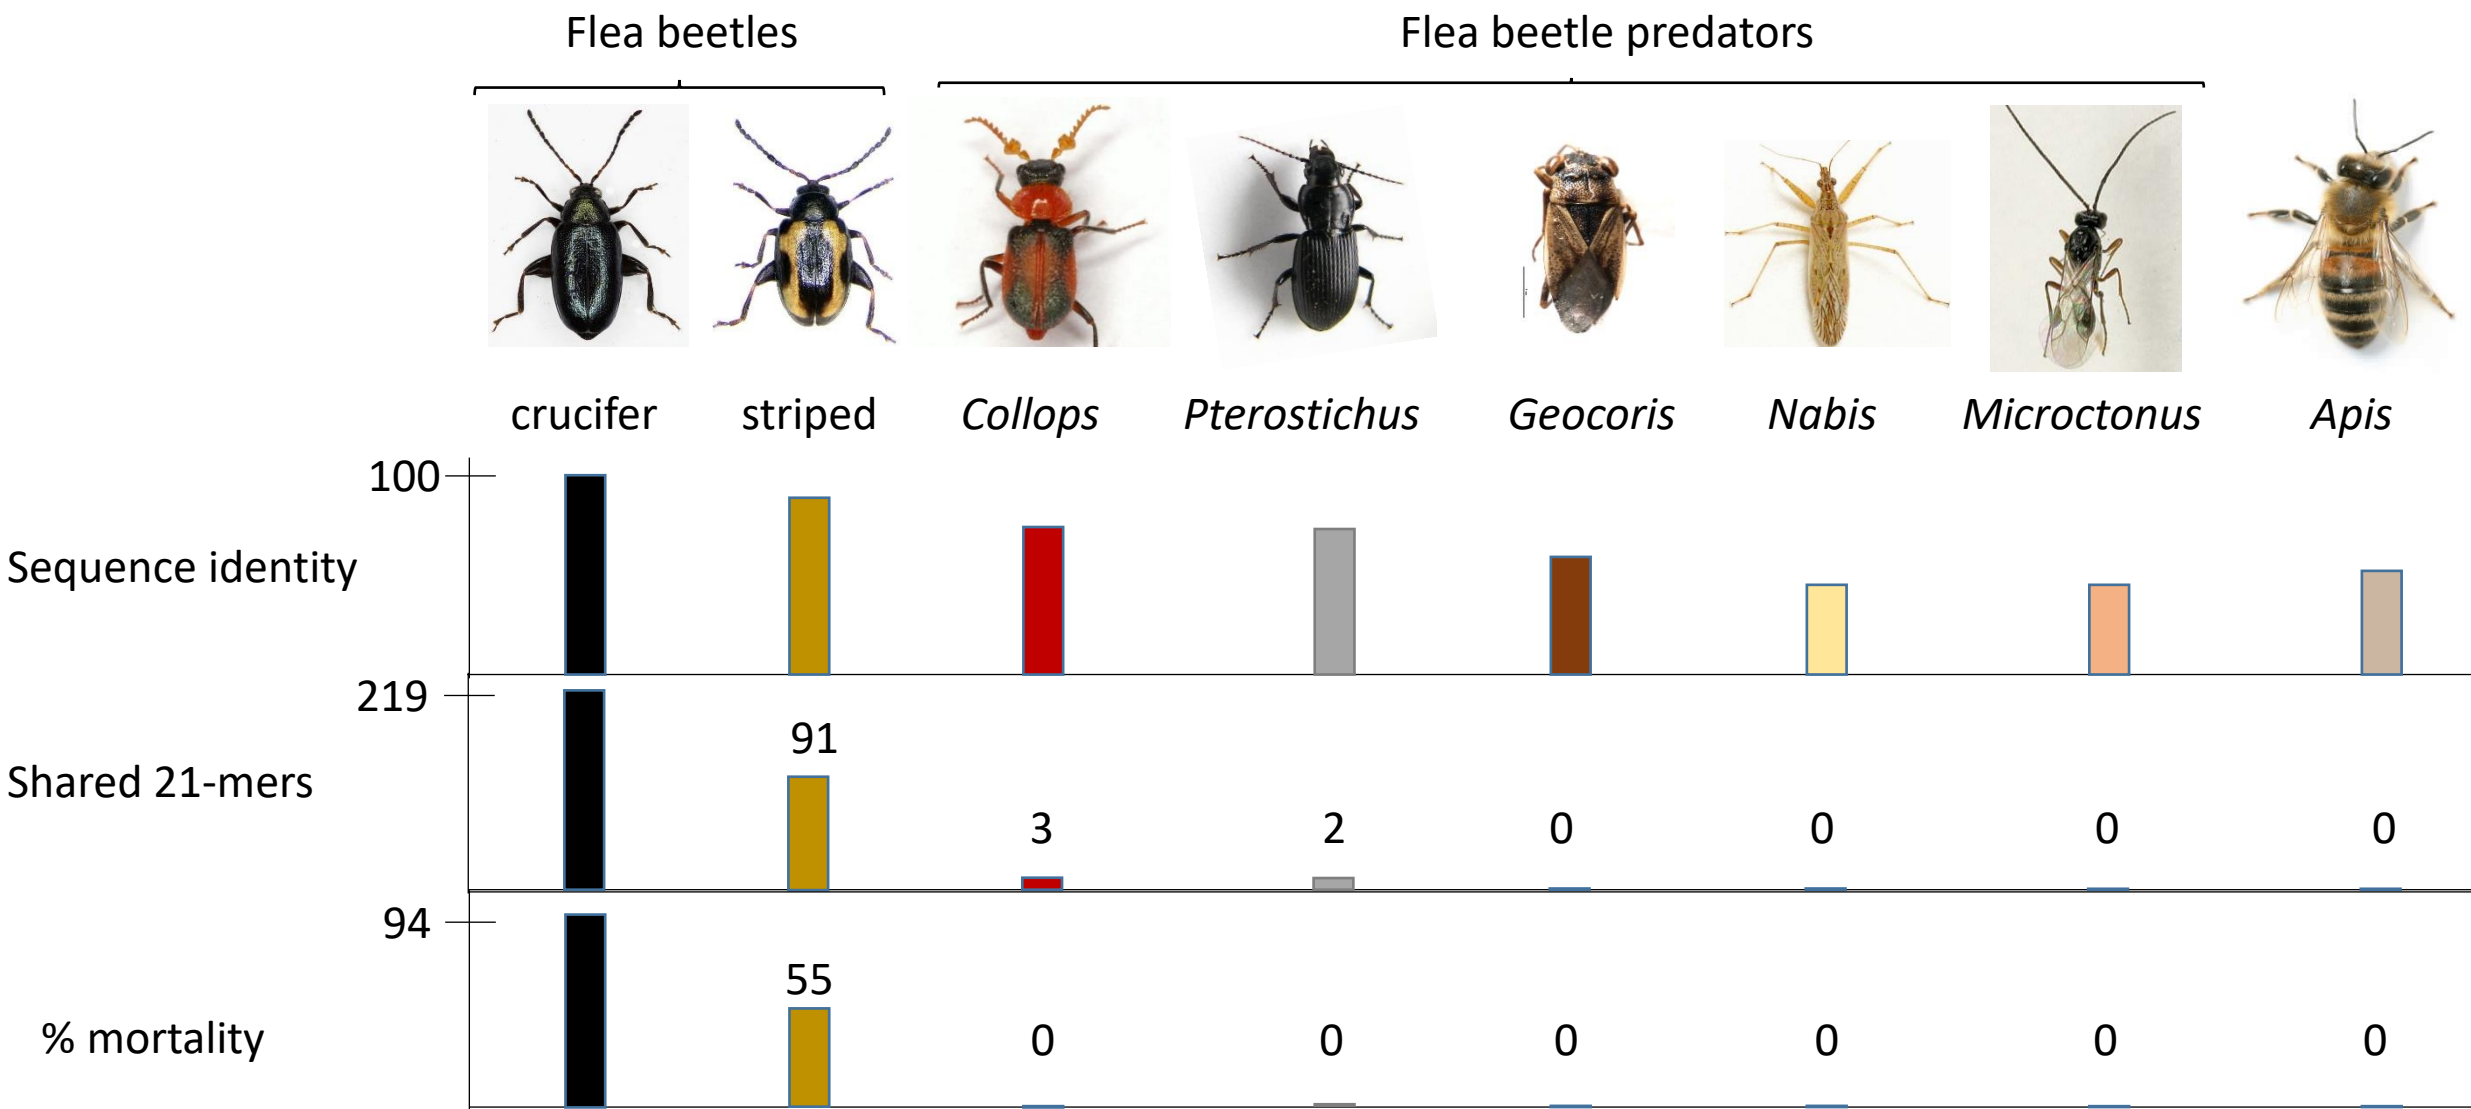 Flea beetles Flea beetle predators
crucifer striped Collops Pterostichus Geocoris Nabis Microctonus Apis
100
Sequence identity
219
91
Shared 21-mers
3 2 0 0 0 0
94
55
% mortality
0 0 0 0 0 0